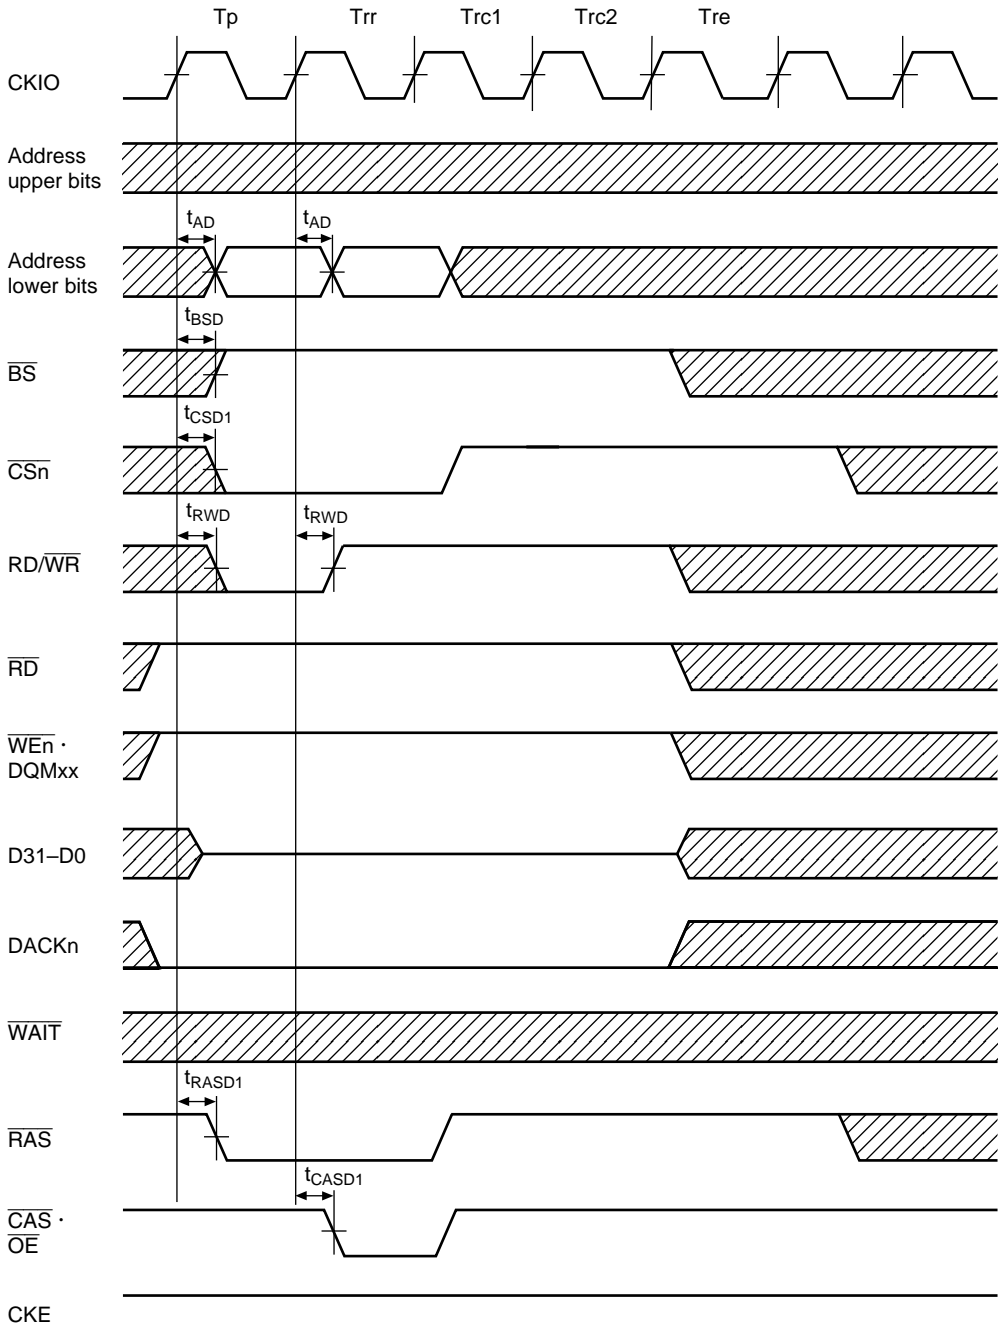 Tp Trr Trc1 Trc2 Tre
CKIO
Address
upper bits
tAD tAD
Address
lower bits
tBSD
BS
tCSD1
CSn
tRWD tRWD
RD/WR
RD
WEn ·
DQMxx
D31–D0
DACKn
WAIT
tRASD1
RAS
tCASD1
CAS ·
OE
CKE